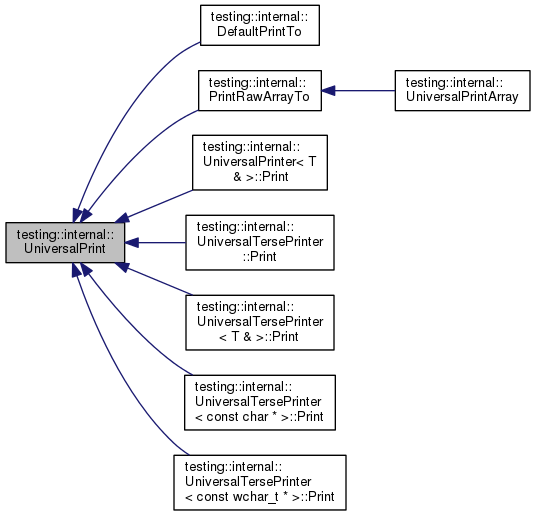 testing::internal::
DefaultPrintTo
testing::internal::
PrintRawArrayTo
testing::internal::
UniversalPrintArray
testing::internal::
UniversalPrinter< T
& >::Print
testing::internal::
UniversalPrint
testing::internal::
UniversalTersePrinter
::Print
testing::internal::
UniversalTersePrinter
< T & >::Print
testing::internal::
UniversalTersePrinter
< const char * >::Print
testing::internal::
UniversalTersePrinter
< const wchar_t * >::Print